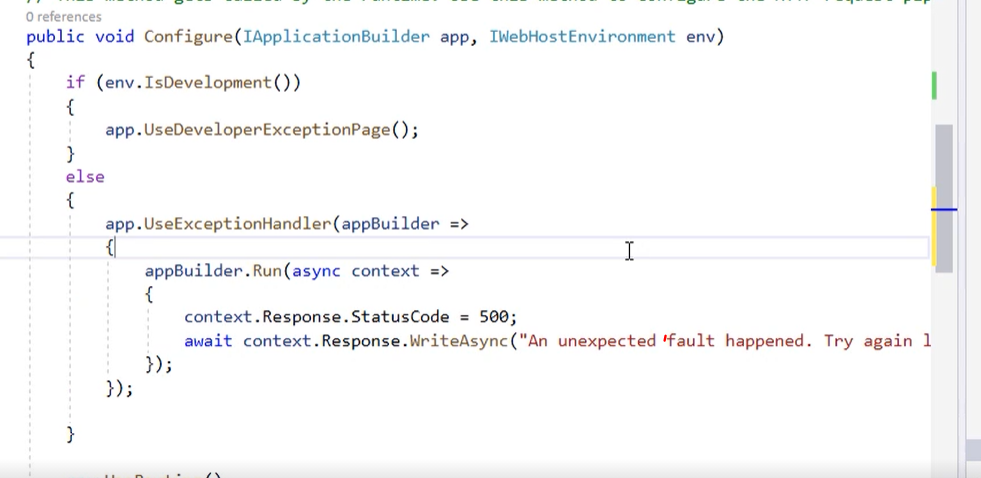 0 references
public void Configure(IApplicationBuilder app, IWebHostEnvironment env)
{
if (env.IsDevelopment())
{
app.UseDeveloperExceptionPage();
}
else
{
app.UseExceptionHandler(appBuilder =>
{
appBuilder.Run(async context =>
{
context.Response.StatusCode = 500;
await context.Response.WriteAsync("An unexpected fault happened. Try again l
});
});
}